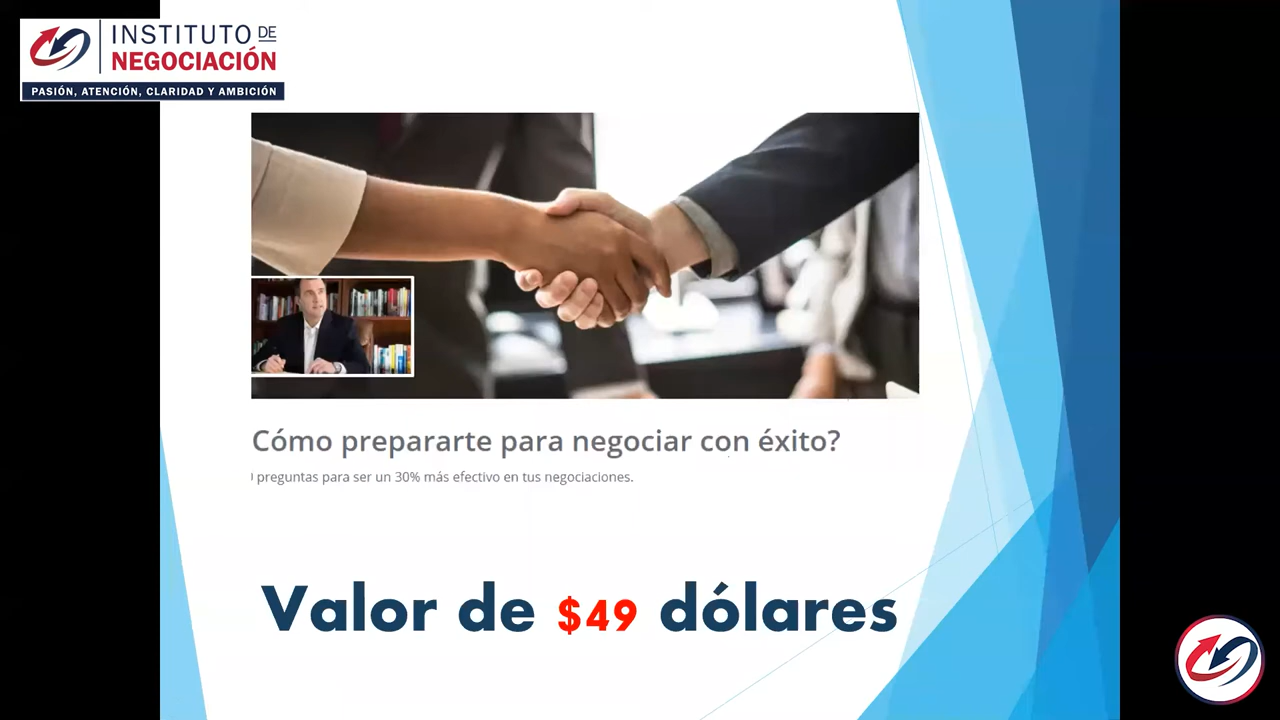 INSTITUTO DE
NEGOCIACIÓN
PASIÓN, ATENCIÓN, CLARIDAD Y AMBICIÓN
Cómo prepararte para negociar con éxito?
preguntas para ser un 30% más efectivo en tus negociaciones.
Valor de $49 dólares